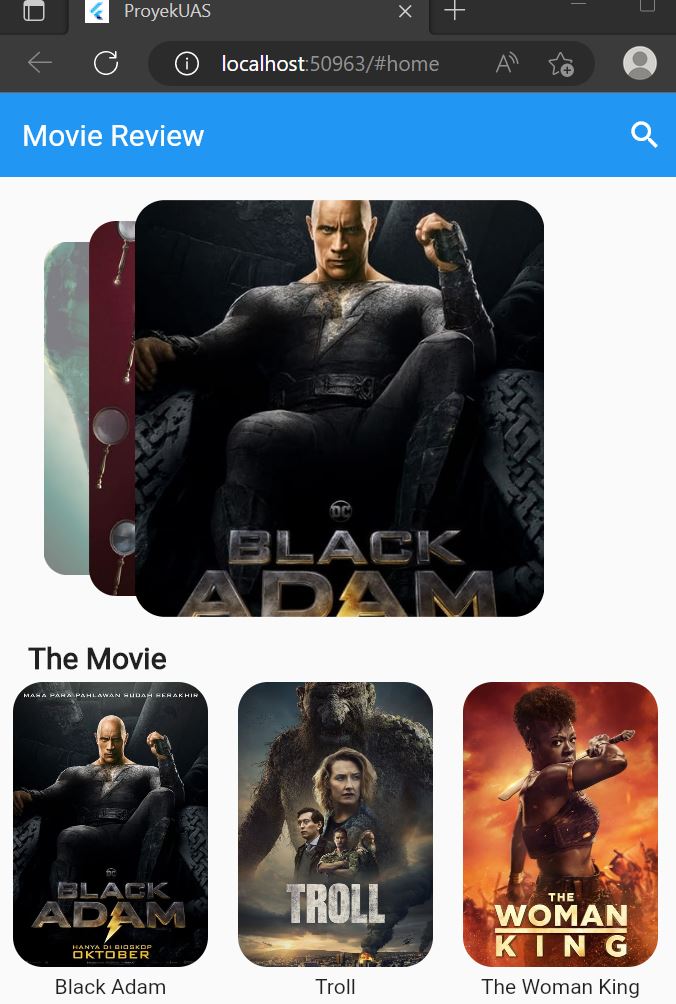 ProyekUAS
localhost:50963/#home
Movie Review
DC
BLACK
ADAM
The Movie
MASA PARA PAHLAWAN SUDAH BERAKHIR
DC
BLACK
ADAM
HANYA DI BIOSKOP
OKTOBER
TROLL
THE
WOMAN
KING
Black Adam
Troll
The Woman King